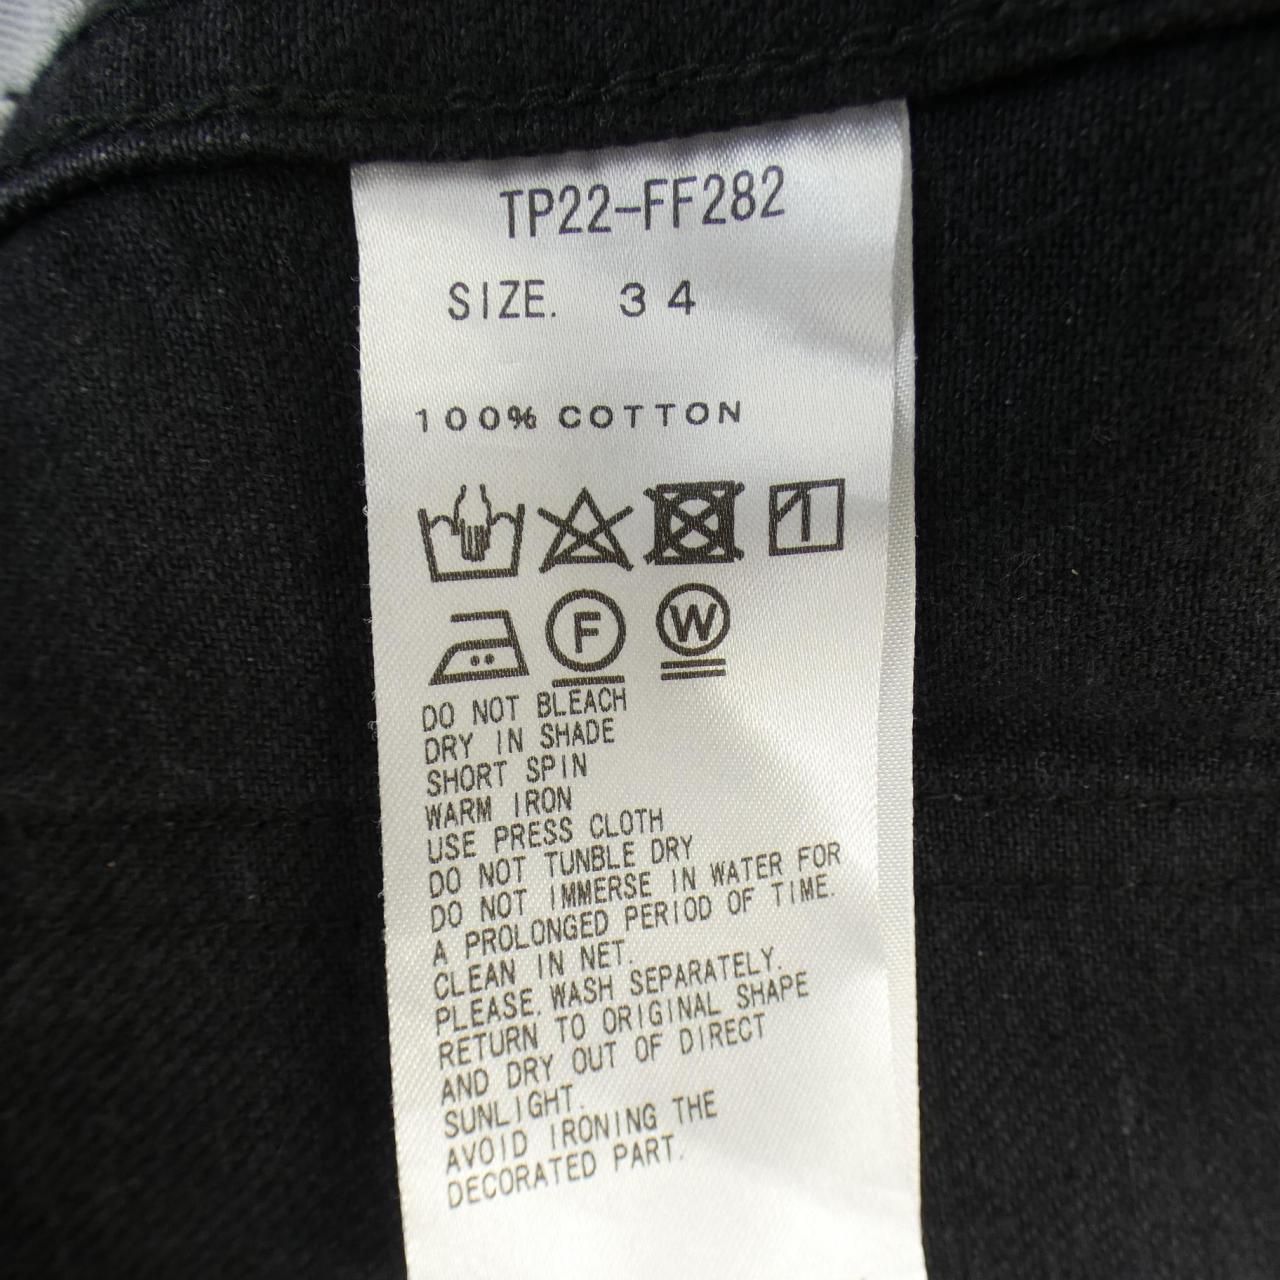 TP22-FF282
SIZE. 34
100% COTTON
F W
DO NOT BLEACH
DRY IN SHADE
SHORT SPIN
WARM IRON
USE PRESS CLOTH
DO NOT TUNBLE DRY
DO NOT IMMERSE IN WATER FOR
A PROLONGED PERIOD OF TIME.
CLEAN IN NET.
PLEASE.WASH SEPARATELY.
RETURN TO ORIGINAL SHAPE
AND DRY OUT OF DIRECT
SUNLIGHT.
AVOID IRONING THE
DECORATED PART.